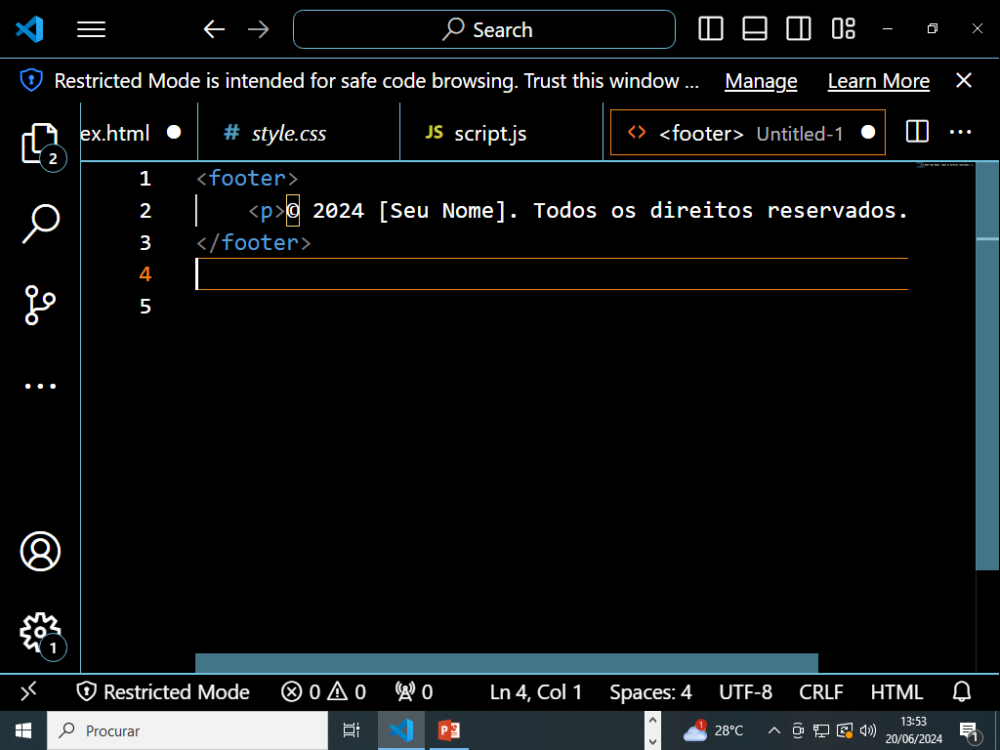 Search
Restricted Mode is intended for safe code browsing. Trust this window ... Manage Learn More
ex.html # style.css JS script.js <> <footer> Untitled-1 ...
2
1 <footer>
2 <p>© 2024 [Seu Nome]. Todos os direitos reservados.
3 </footer>
4
5
1
Restricted Mode 0 0 0 Ln 4, Col 1 Spaces: 4 UTF-8 CRLF HTML
Procurar 1 28°C 13:53
20/06/2024 1